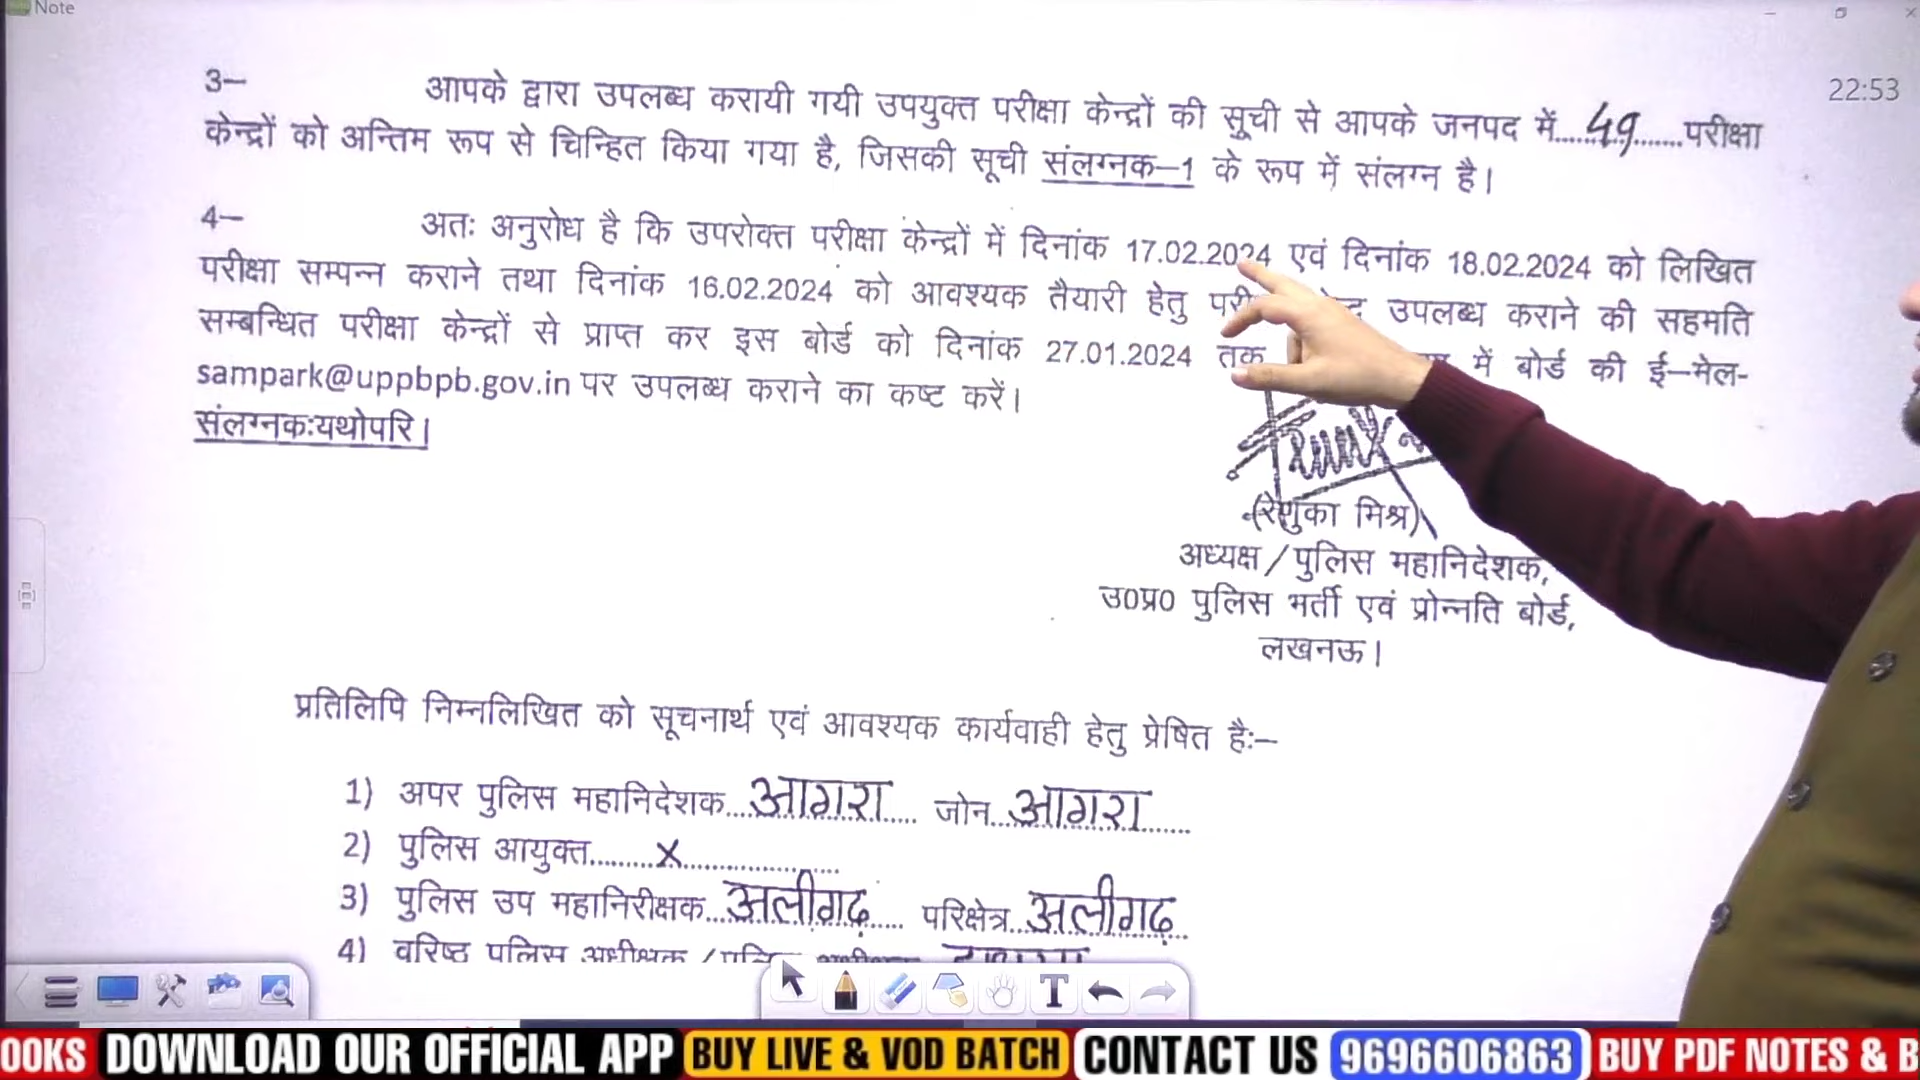 Note
22:53
3– आपके द्वारा उपलब्ध करायी गयी उपयुक्त परीक्षा केन्द्रों की सूची से आपके जनपद में....49......परीक्षा
केन्द्रों को अन्तिम रूप से चिन्हित किया गया है, जिसकी सूची संलग्नक–1 के रूप में संलग्न है।
4– अतः अनुरोध है कि उपरोक्त परीक्षा केन्द्रों में दिनांक 17.02.2024 एवं दिनांक 18.02.2024 को लिखित
परीक्षा सम्पन्न कराने तथा दिनांक 16.02.2024 को आवश्यक तैयारी हेतु उपलब्ध कराने की सहमति
सम्बन्धित परीक्षा केन्द्रों से प्राप्त कर इस बोर्ड को दिनांक 27.01.2024 तक में बोर्ड की ई–मेल-
sampark@uppbpb.gov.in पर उपलब्ध कराने का कष्ट करें।
संलग्नकःयथोपरि।
(रेणुका मिश्र)
अध्यक्ष/पुलिस महानिदेशक,
उ0प्र0 पुलिस भर्ती एवं प्रोन्नति बोर्ड,
लखनऊ।
प्रतिलिपि निम्नलिखित को सूचनार्थ एवं आवश्यक कार्यवाही हेतु प्रेषित है:–
1) अपर पुलिस महानिदेशक....आगरा..... जोन...आगरा......
2) पुलिस आयुक्त.........x....................
3) पुलिस उप महानिरीक्षक...अलीगढ़.... परिक्षेत्र...अलीगढ़..
4) वरिष्ठ पुलिस अधीक्षक /
T
OOKS DOWNLOAD OUR OFFICIAL APP BUY LIVE & VOD BATCH CONTACT US 9696606863 BUY PDF NOTES & B